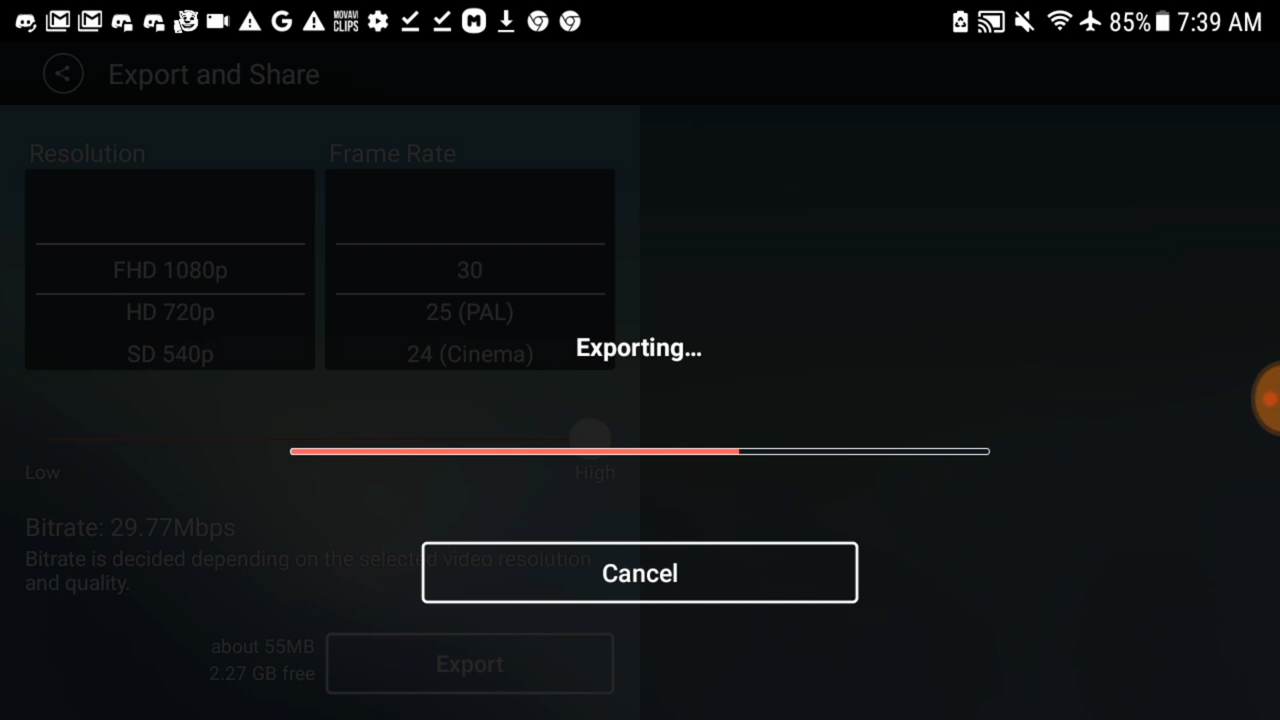 MOVAVI
CLIPS
85% 7:39 AM
Export and Share
Resolution
Frame Rate
FHD 1080p
HD 720p
SD 540p
30
25 (PAL)
24 (Cinema)
Exporting...
Low
High
Bitrate: 29.77Mbps
Bitrate is decided depending on the selected video resolution
and quality.
Cancel
about 55MB
2.27 GB free
Export